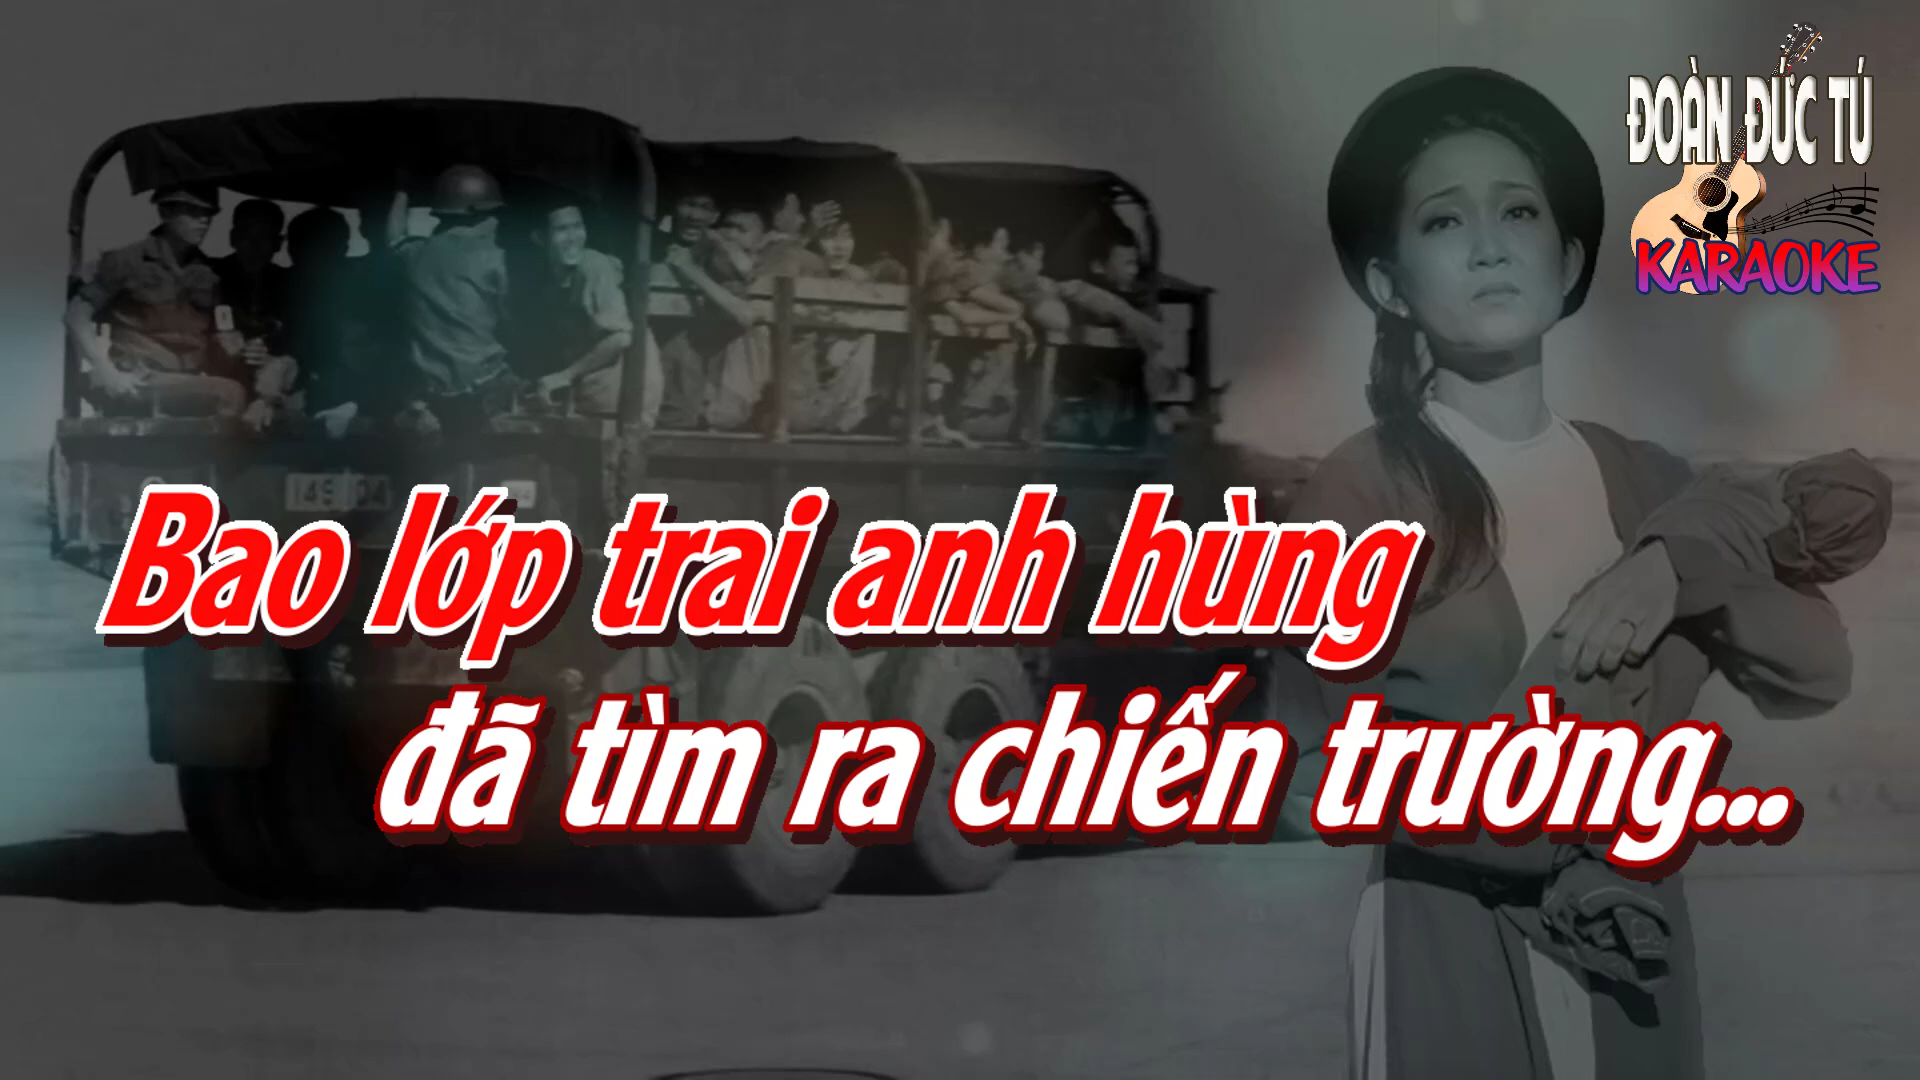 ĐOÀN ĐỨC TÚ
KARAOKE
Bao lớp trai anh hùng
đã tìm ra chiến trường...